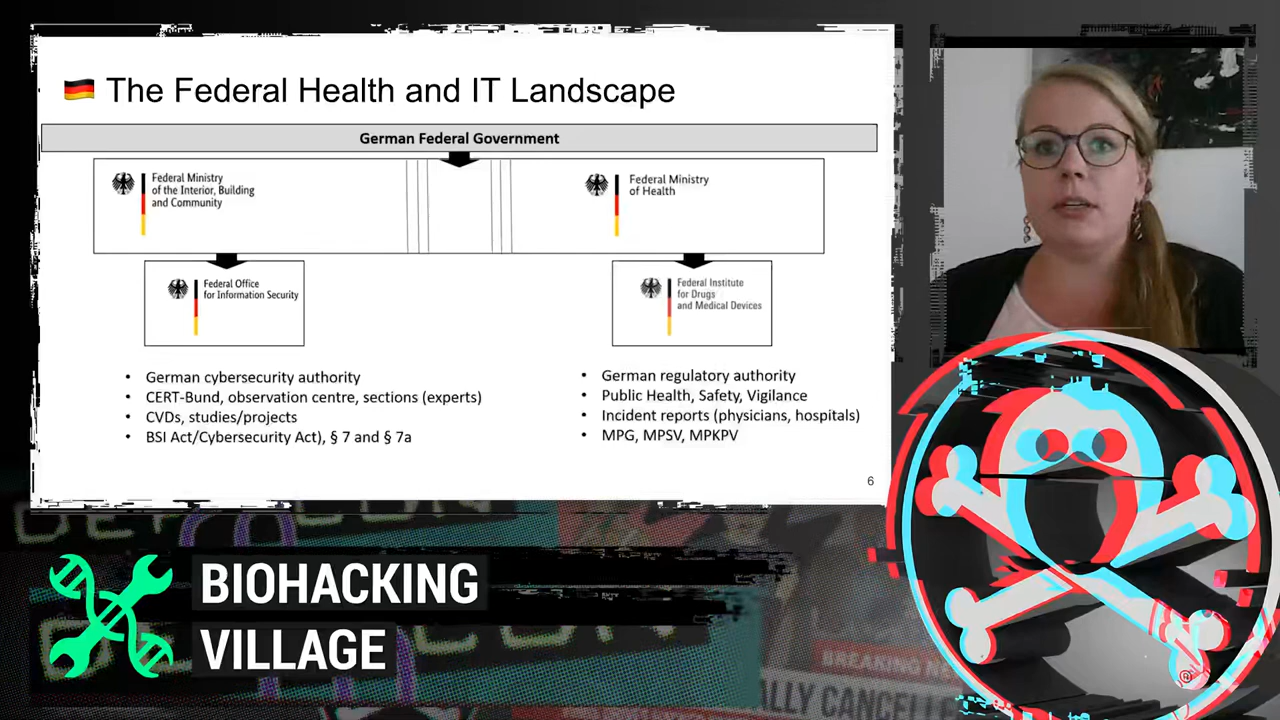 🇩🇪 The Federal Health and IT Landscape
German Federal Government
Federal Ministry
of the Interior, Building
and Community
Federal Ministry
of Health
Federal Office
for Information Security
Federal Institute
for Drugs
and Medical Devices
• German cybersecurity authority
• CERT-Bund, observation centre, sections (experts)
• CVDs, studies/projects
• BSI Act/Cybersecurity Act), § 7 and § 7a
• German regulatory authority
• Public Health, Safety, Vigilance
• Incident reports (physicians, hospitals)
• MPG, MPSV, MPKPV
6
BIOHACKING
VILLAGE
BREAKING
ALLY CANCELLE
®